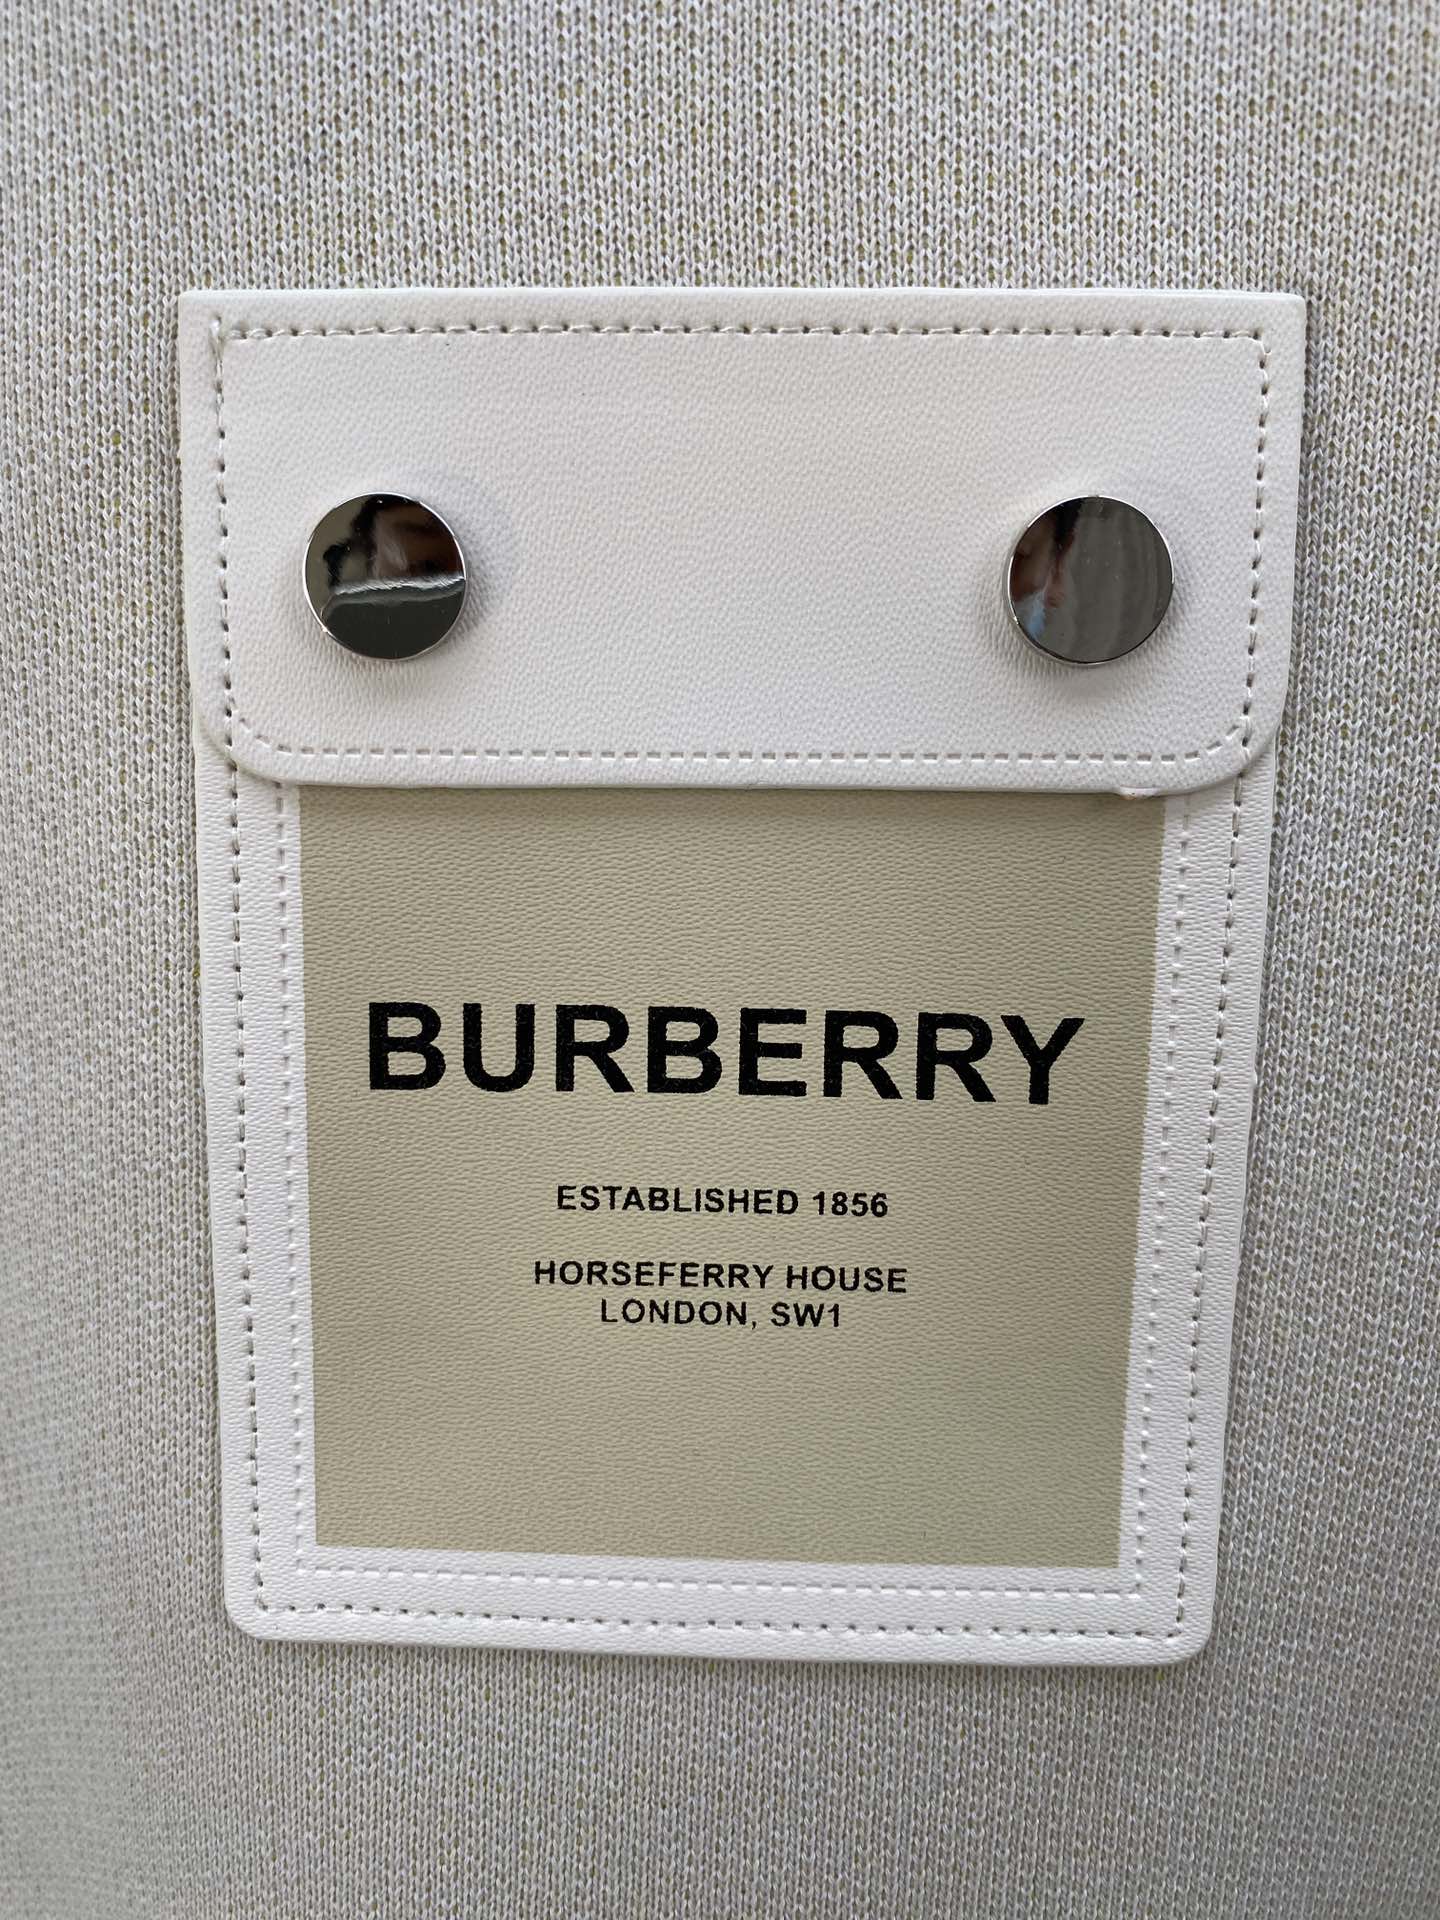 BURBERRY
ESTABLISHED 1856
HORSEFERRY HOUSE
LONDON, SW1